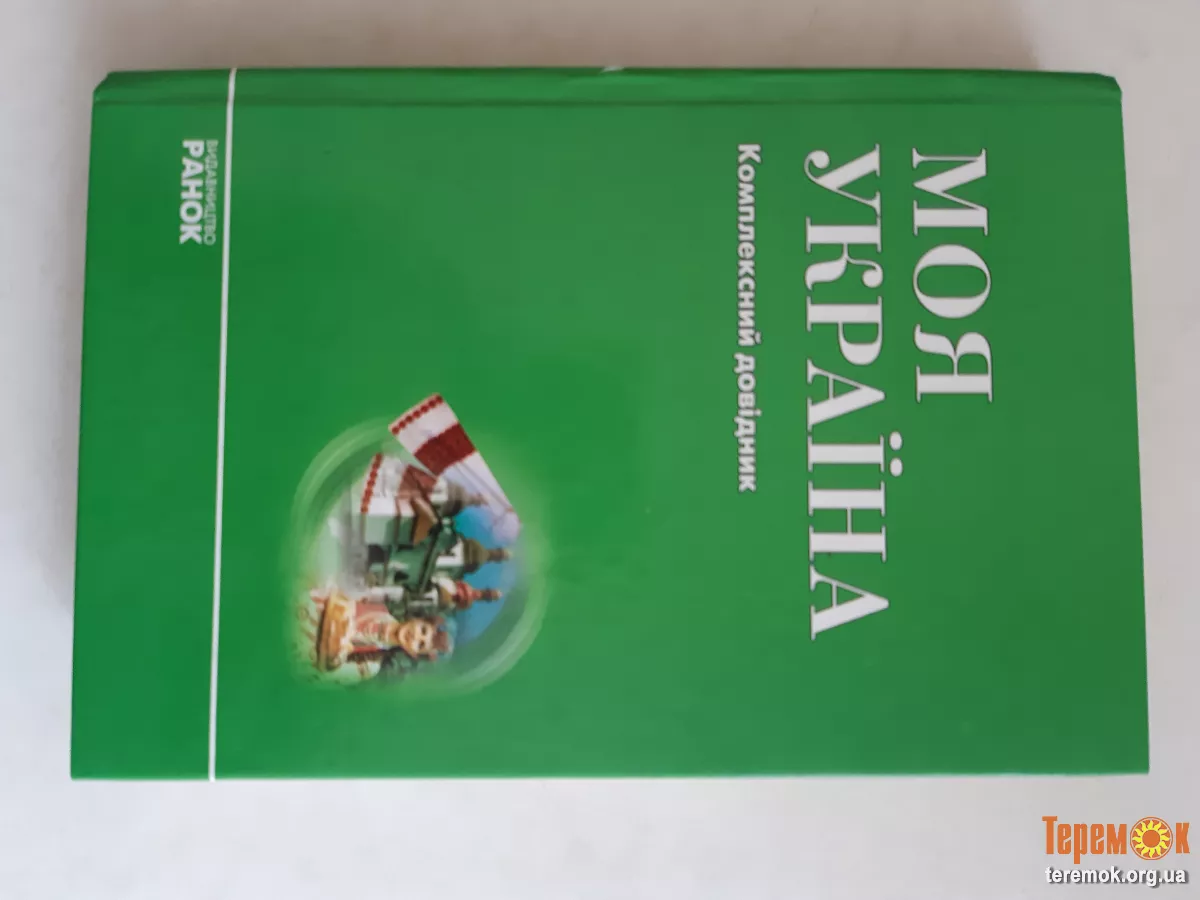 МОЯ
УКРАЇНА
Комплексний довідник
ВИДАВНИЦТВО
РАНОК
ТеремОк
teremok.org.ua